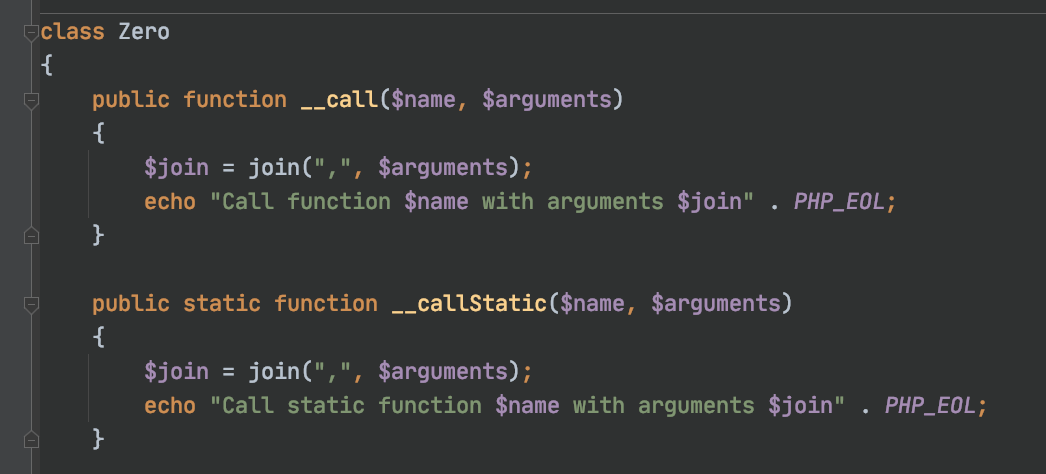 class Zero
{
    public function __call($name, $arguments)
    {
        $join = join(",", $arguments);
        echo "Call function $name with arguments $join" . PHP_EOL;
    }

    public static function __callStatic($name, $arguments)
    {
        $join = join(",", $arguments);
        echo "Call static function $name with arguments $join" . PHP_EOL;
    }